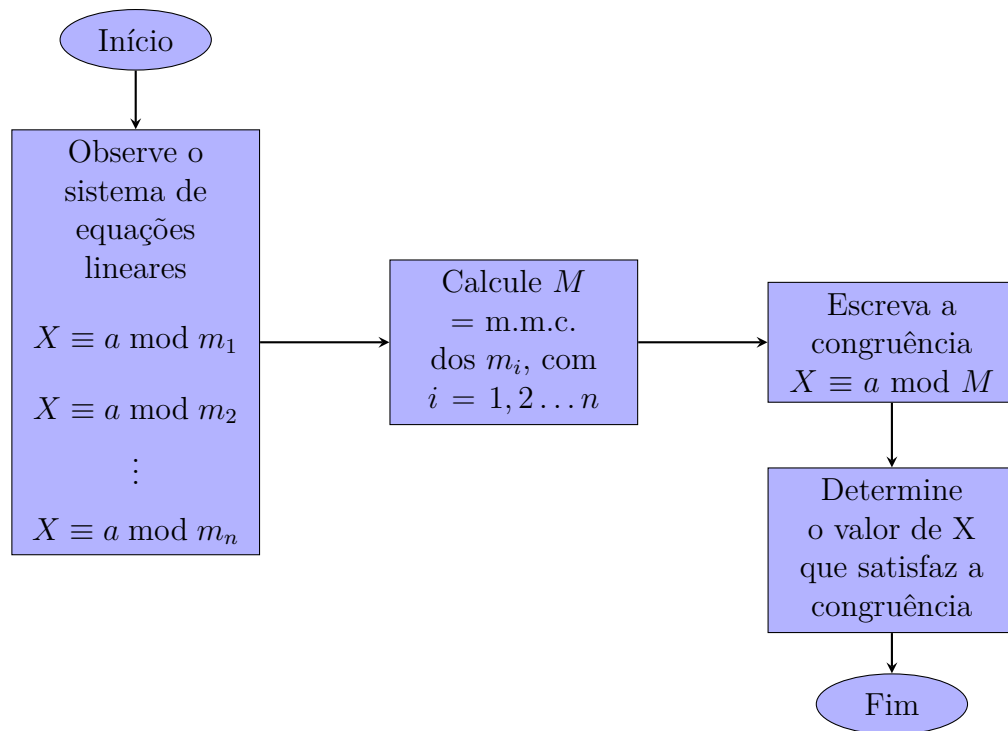 Início
Observe o
sistema de
equações
lineares
X ≡ a mod m₁
X ≡ a mod m₂
⋮
X ≡ a mod mₙ
Calcule M
= m.m.c.
dos mᵢ, com
i = 1, 2 … n
Escreva a
congruência
X ≡ a mod M
Determine
o valor de X
que satisfaz a
congruência
Fim